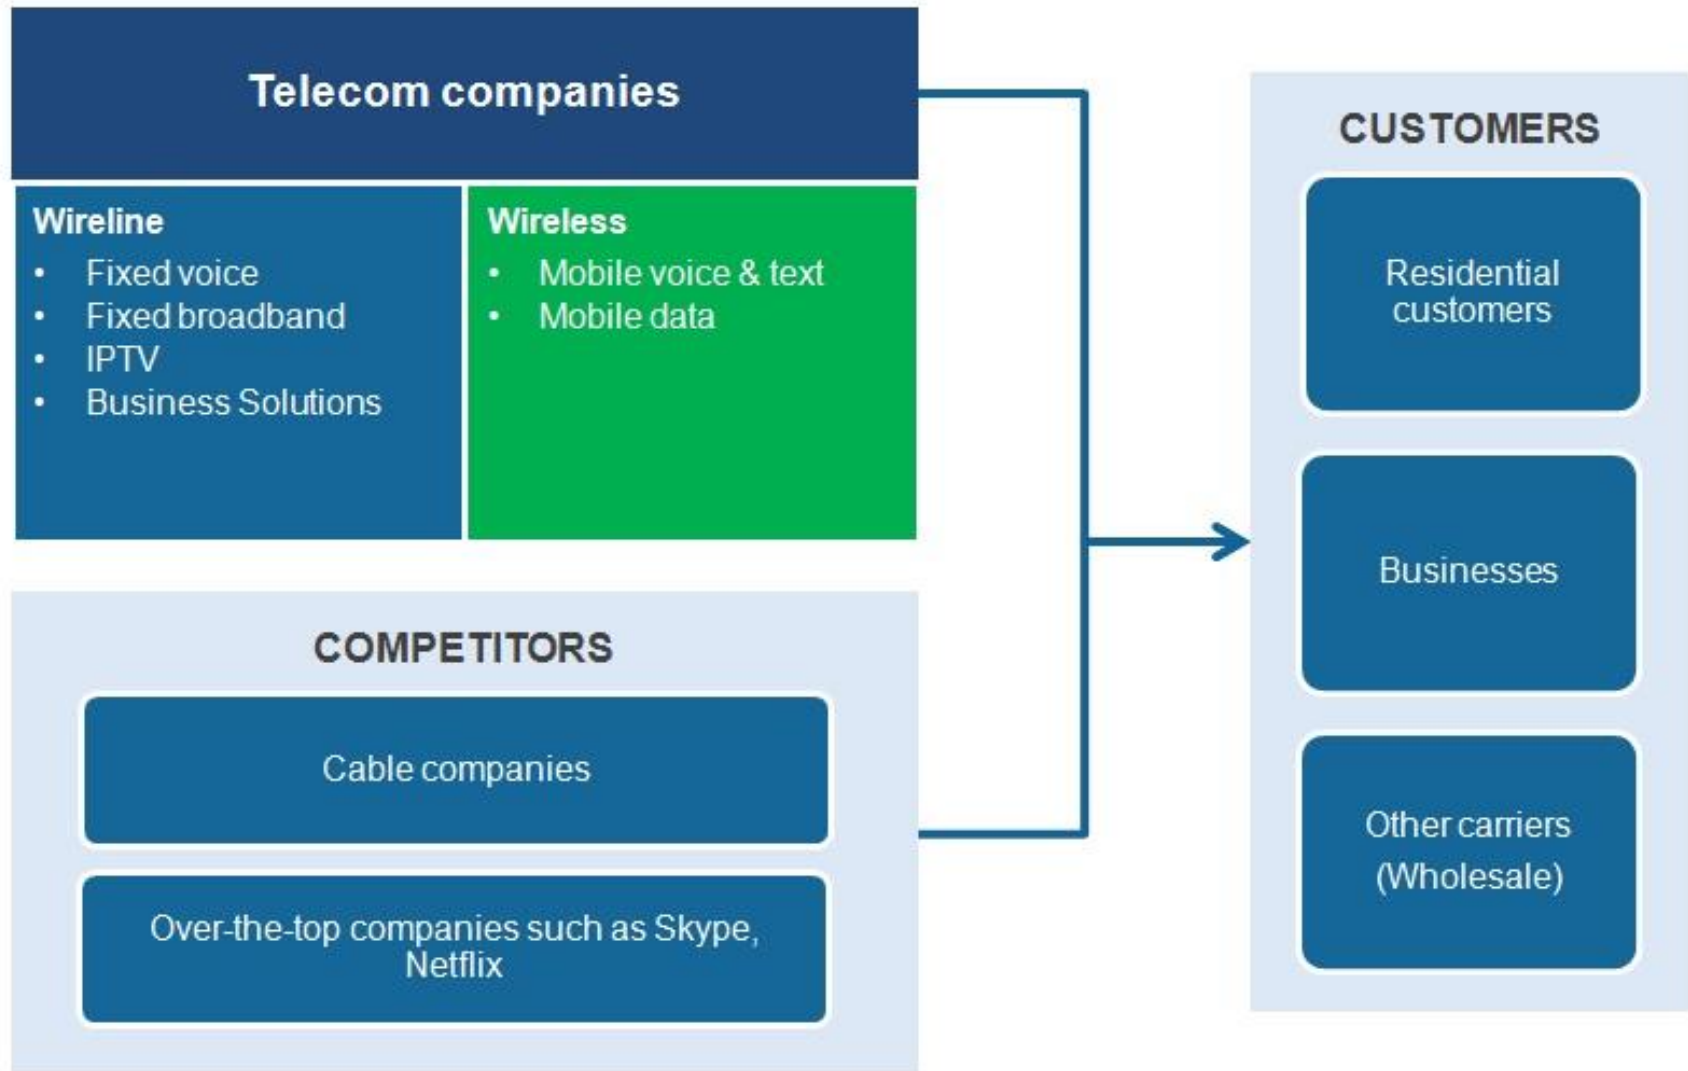 Telecom companies
Wireline
• Fixed voice
• Fixed broadband
• IPTV
• Business Solutions
Wireless
• Mobile voice & text
• Mobile data
COMPETITORS
Cable companies
Over-the-top companies such as Skype,
Netflix
CUSTOMERS
Residential
customers
Businesses
Other carriers
(Wholesale)